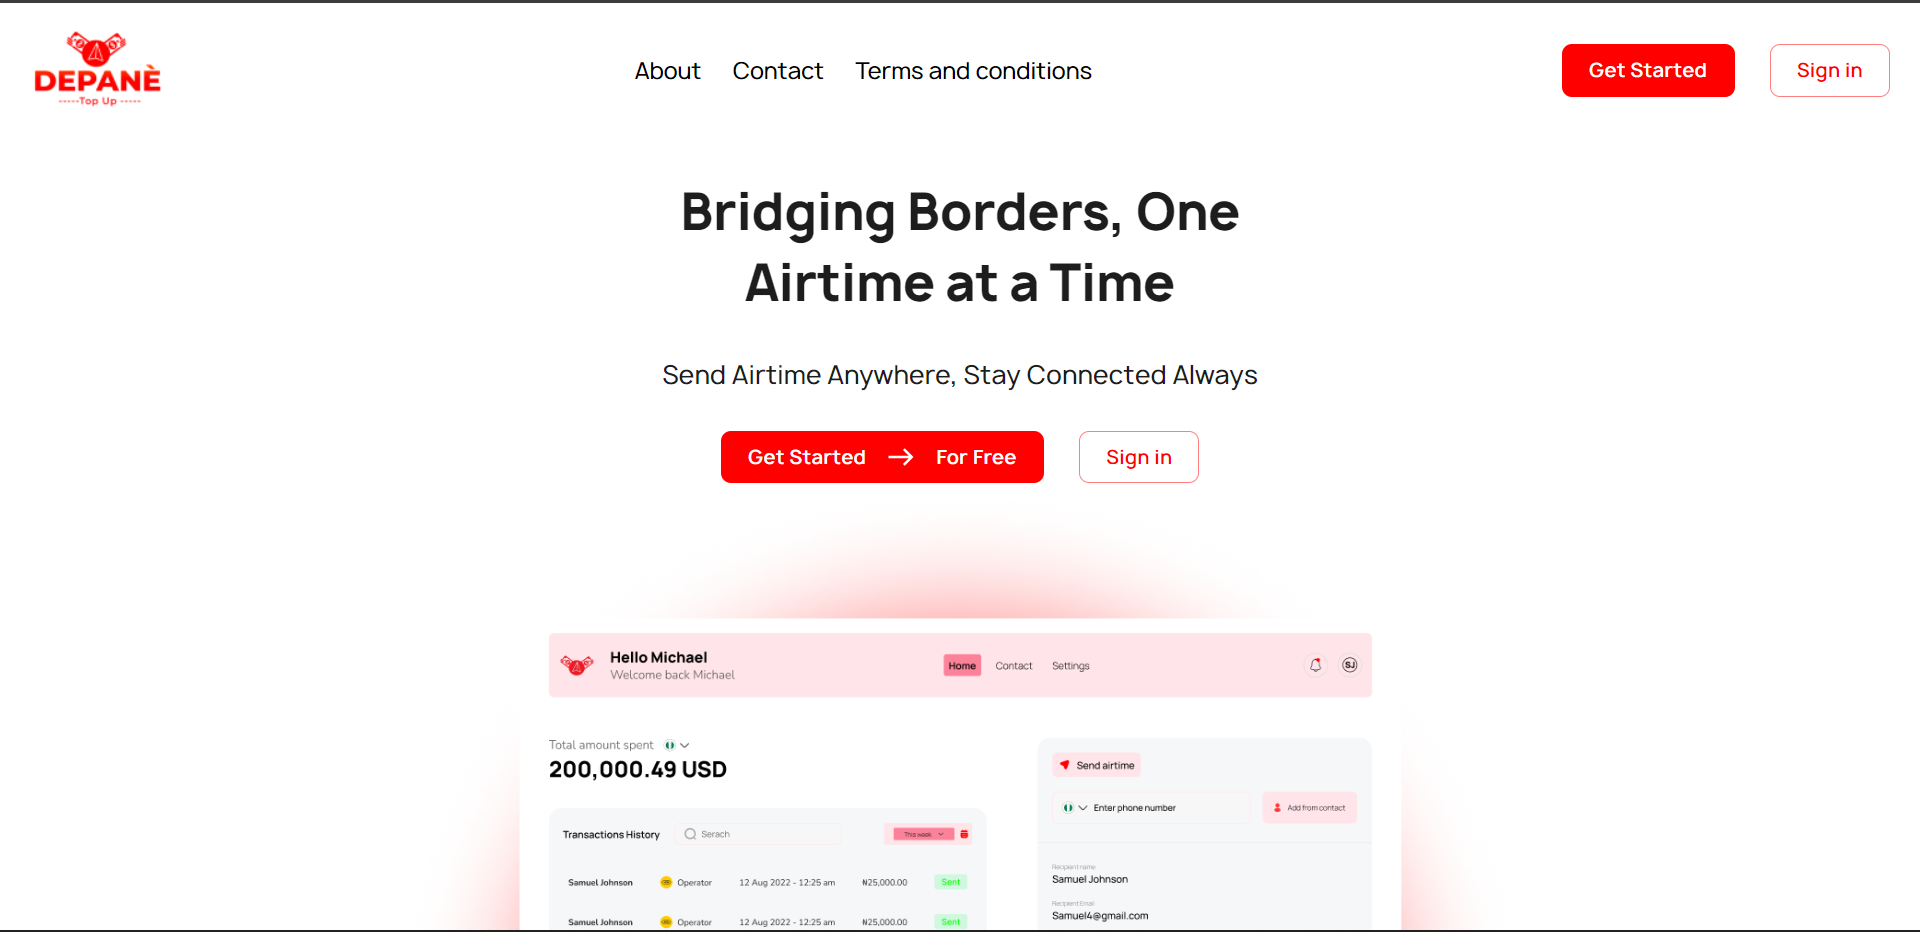 DEPANÈ
-----Top Up -----
About Contact Terms and conditions
Get Started Sign in
Bridging Borders, One
Airtime at a Time
Send Airtime Anywhere, Stay Connected Always
Get Started → For Free Sign in
Hello Michael
Welcome back Michael
Home Contact Settings
SJ
Total amount spent
200,000.49 USD
Transactions History Serach This week
Samuel Johnson Operator 12 Aug 2022 - 12:25 am ₦25,000.00 Sent
Samuel Johnson Operator 12 Aug 2022 - 12:25 am ₦25,000.00 Sent
Send airtime
Enter phone number Add from contact
Recipient name
Samuel Johnson
Recipient Email
Samuel4@gmail.com